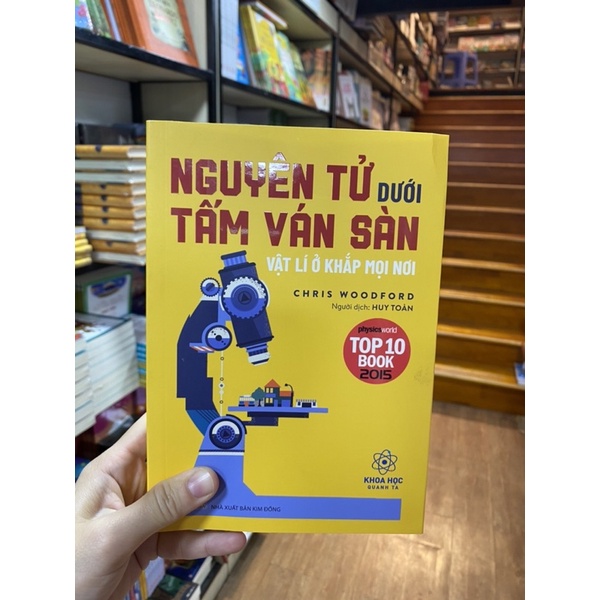 NGUYÊN TỬ DƯỚI
TẤM VÁN SÀN
VẬT LÍ Ở KHẮP MỌI NƠI
CHRIS WOODFORD
Người dịch: HUY TOÀN
physicsworld
TOP 10
BOOK
2015
KHOA HỌC
QUANH TA
NHÀ XUẤT BẢN KIM ĐỒNG